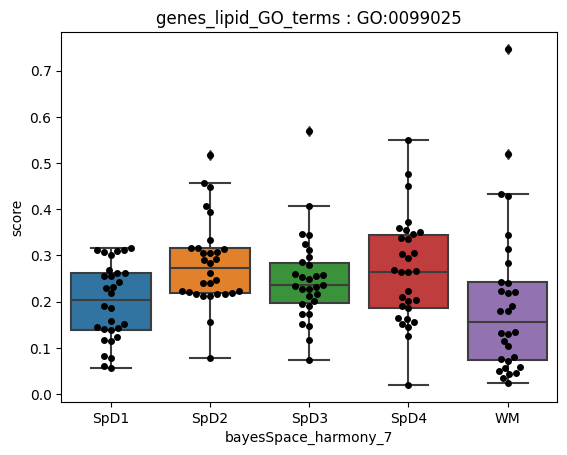 genes_lipid_GO_terms : GO:0099025
0.7
0.6
0.5
0.4
0.3
0.2
0.1
0.0
score
SpD1 SpD2 SpD3 SpD4 WM
bayesSpace_harmony_7